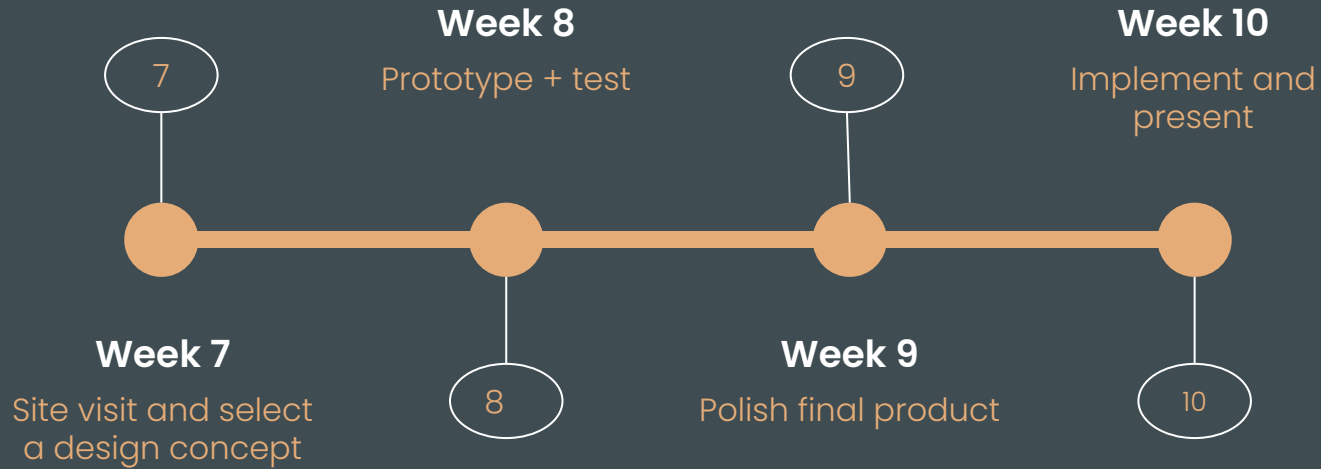 7
Week 7
Site visit and select
a design concept
Week 8
Prototype + test
8
9
Week 9
Polish final product
Week 10
Implement and
present
10